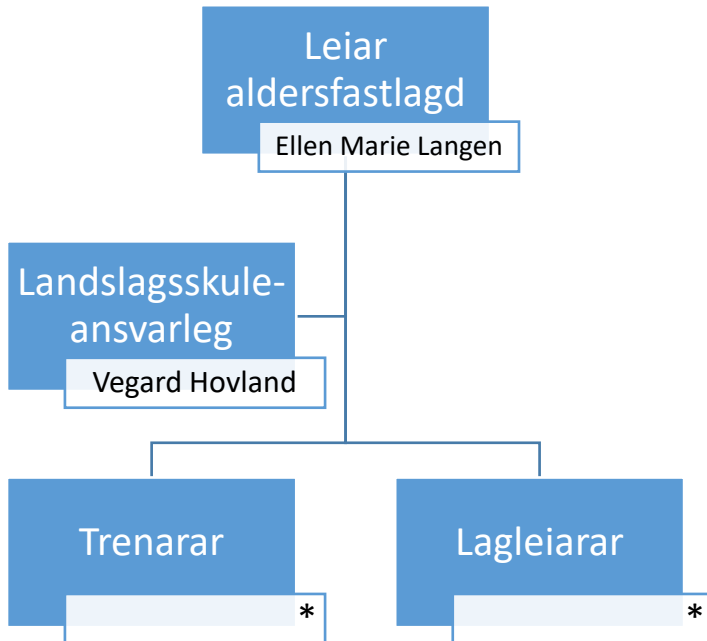 Leiar
aldersfastlagd
Ellen Marie Langen
Landslagsskule-
ansvarleg
Vegard Hovland
Trenarar
*
Lagleiarar
*